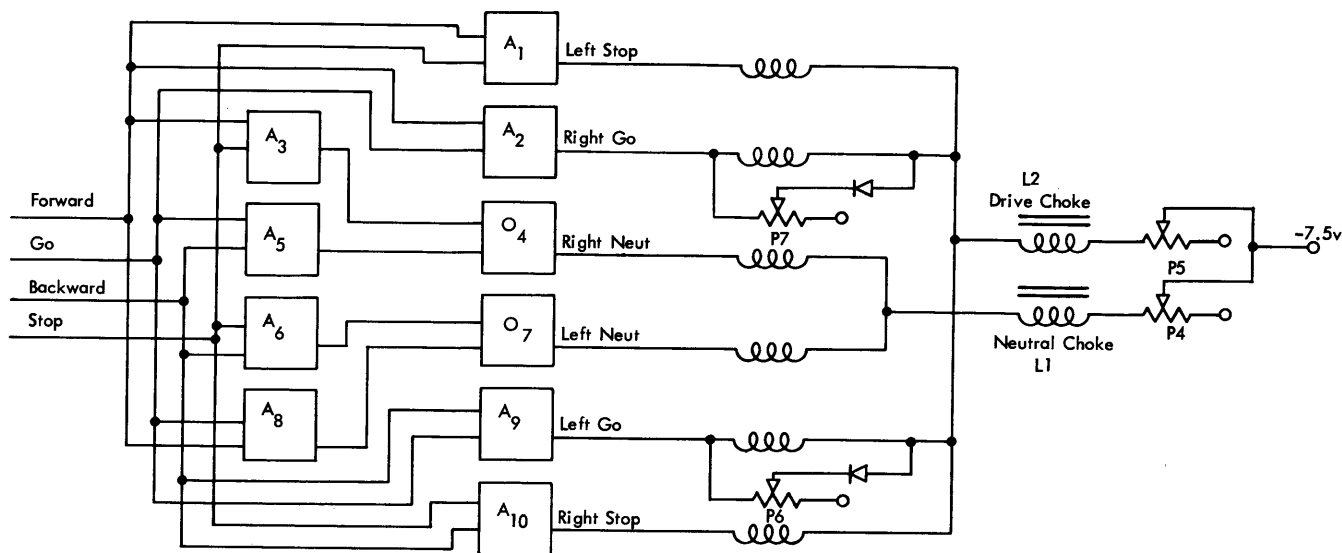 A1
Left Stop
A2
Right Go
A3
L2
Drive Choke
P7
Forward
A5
O4
Right Neut
-7.5v
Go
P5
Backward
A6
O7
Left Neut
Stop
P4
Neutral Choke
L1
A8
A9
Left Go
P6
A10
Right Stop